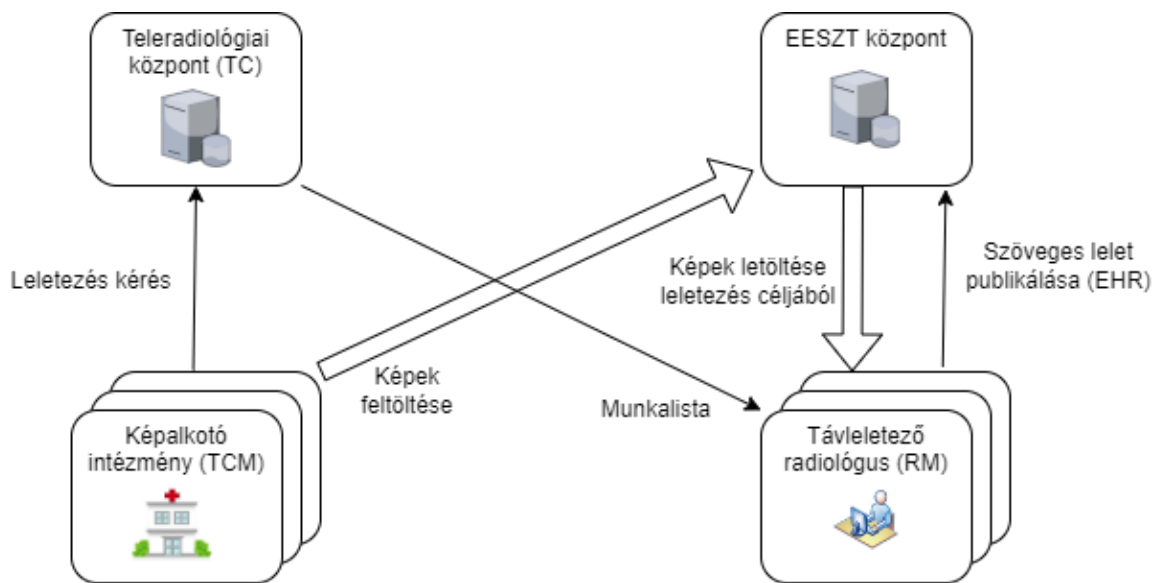 Teleradiológiai
központ (TC)
EESZT központ
Leletezés kérés
Képek
feltöltése
Képek letöltése
leletezés céljából
Szöveges lelet
publikálása (EHR)
Munkalista
Képalkotó
intézmény (TCM)
Távleletező
radiológus (RM)